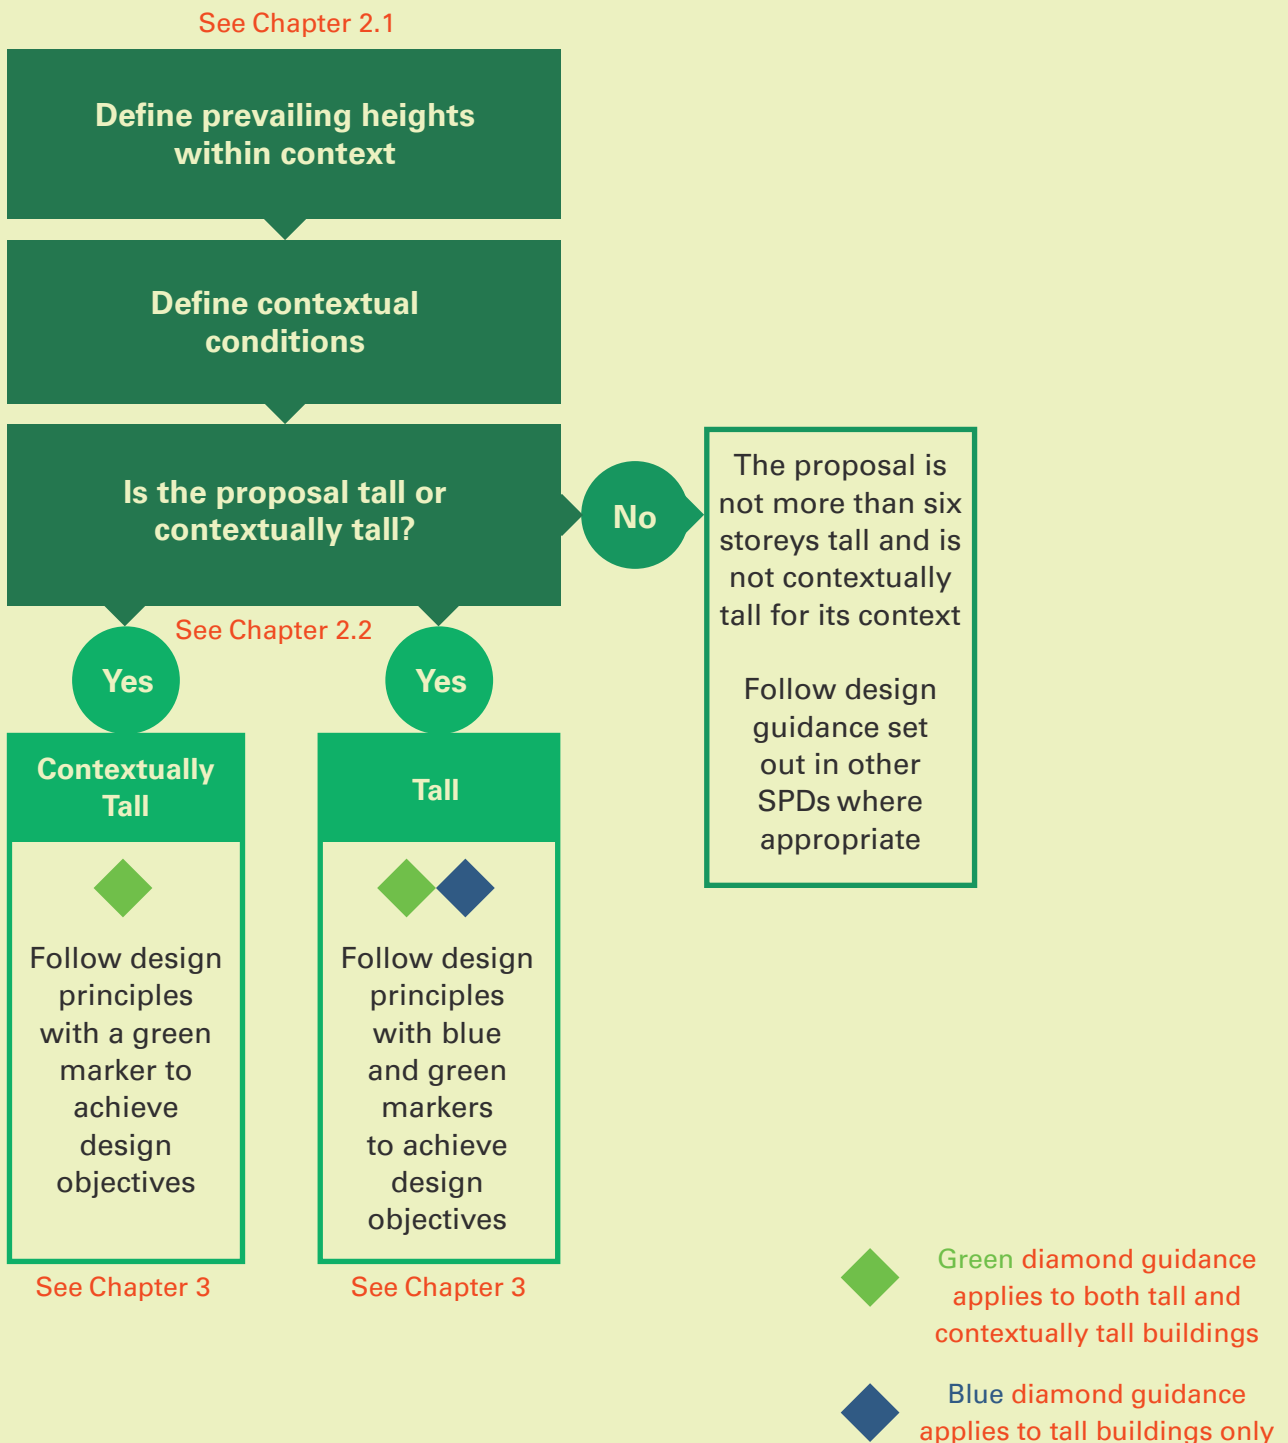 See Chapter 2.1
Define prevailing heights
within context
Define contextual
conditions
Is the proposal tall or
contextually tall?
No
The proposal is
not more than six
storeys tall and is
not contextually
tall for its context
Follow design
guidance set
out in other
SPDs where
appropriate
See Chapter 2.2
Yes
Yes
Contextually
Tall
Follow design
principles
with a green
marker to
achieve
design
objectives
See Chapter 3
Tall
Follow design
principles
with blue
and green
markers
to achieve
design
objectives
See Chapter 3
Green diamond guidance
applies to both tall and
contextually tall buildings
Blue diamond guidance
applies to tall buildings only